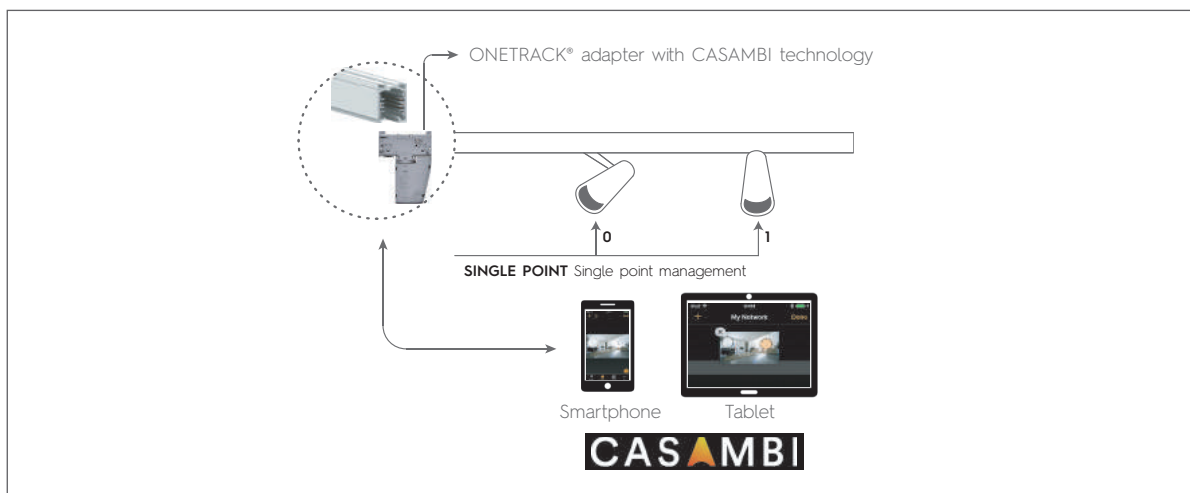 ONETRACK® adapter with CASAMBI technology
0
1
SINGLE POINT Single point management
My Network
Smartphone
Tablet
CASAMBI